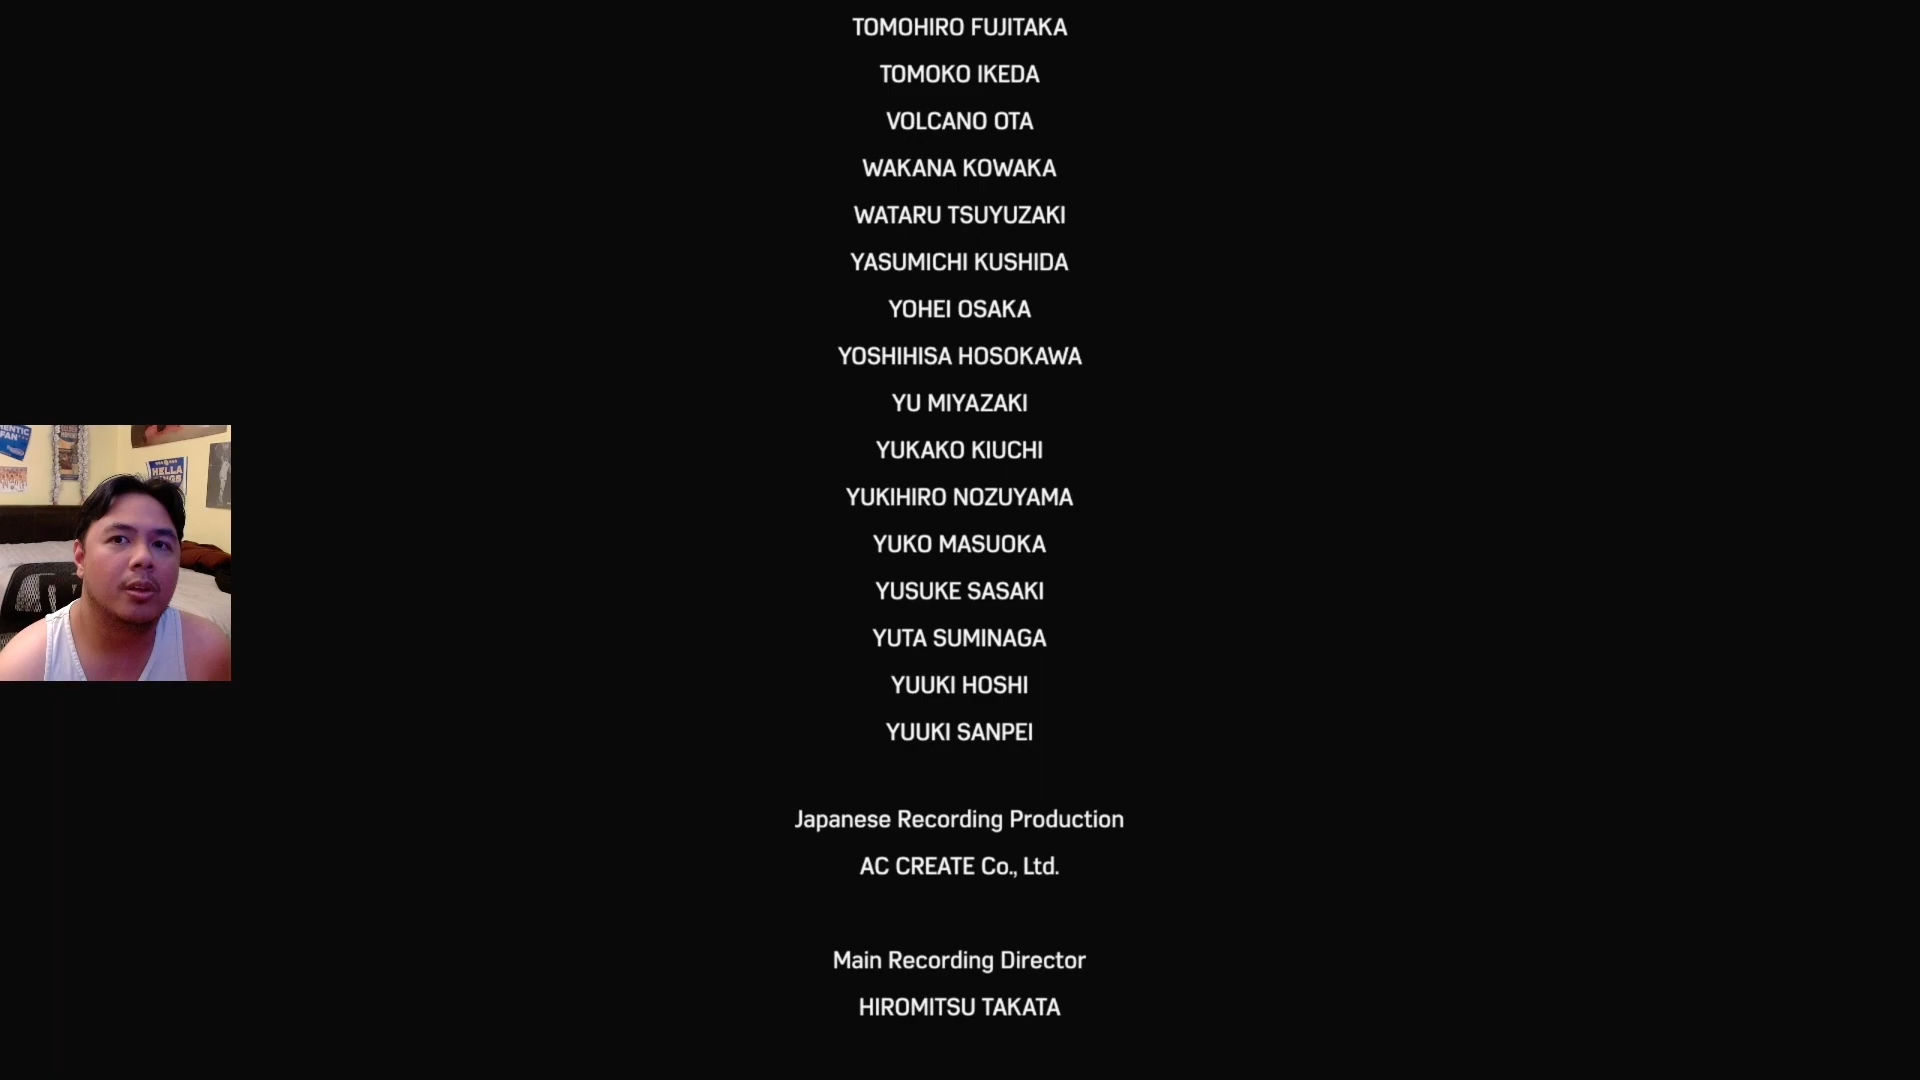 TOMOHIRO FUJITAKA
TOMOKO IKEDA
VOLCANO OTA
WAKANA KOWAKA
WATARU TSUYUZAKI
YASUMICHI KUSHIDA
YOHEI OSAKA
YOSHIHISA HOSOKAWA
YU MIYAZAKI
YUKAKO KIUCHI
YUKIHIRO NOZUYAMA
YUKO MASUOKA
YUSUKE SASAKI
YUTA SUMINAGA
YUUKI HOSHI
YUUKI SANPEI
Japanese Recording Production
AC CREATE Co., Ltd.
Main Recording Director
HIROMITSU TAKATA
FAN
HELLA